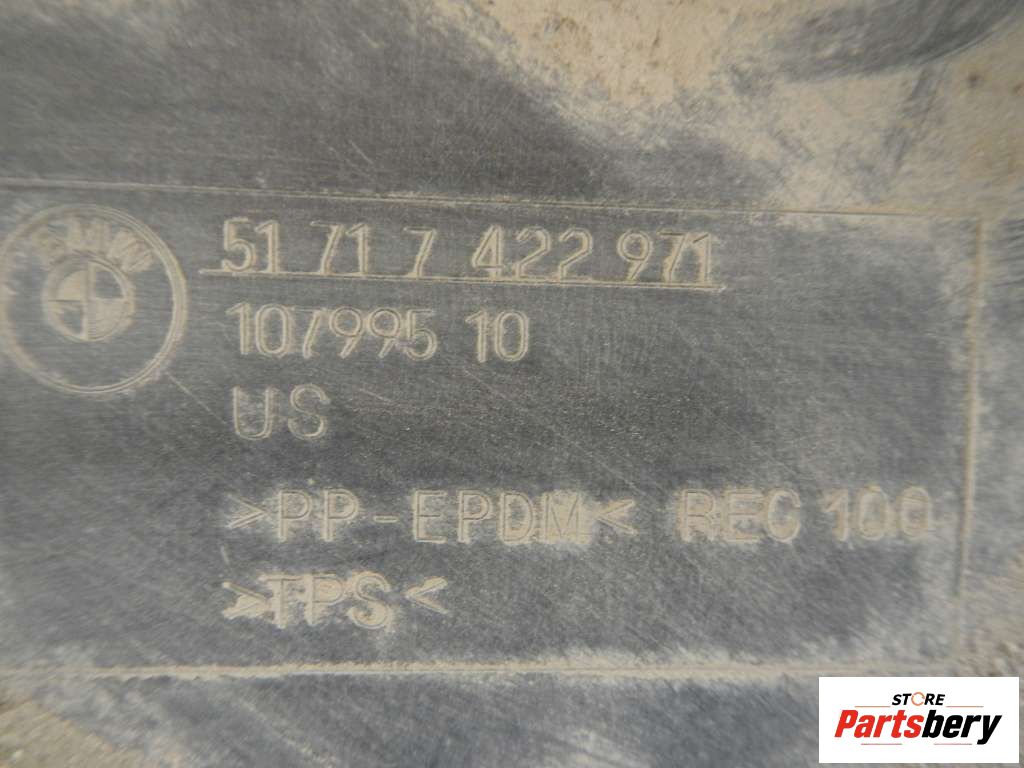 BMW
51 71 7 422 971
107995 10
US
>PP-EPDM< REC 100
>TPS<
STORE
Partsbery